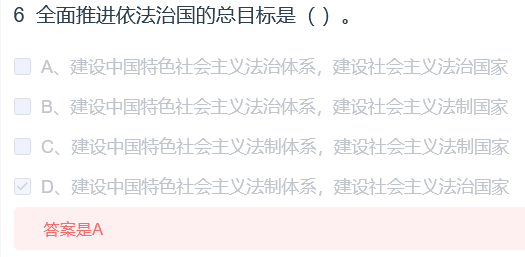 6 全面推进依法治国的总目标是（）。
A、建设中国特色社会主义法治体系，建设社会主义法治国家
B、建设中国特色社会主义法治体系，建设社会主义法制国家
C、建设中国特色社会主义法制体系，建设社会主义法制国家
D、建设中国特色社会主义法制体系，建设社会主义法治国家
答案是A